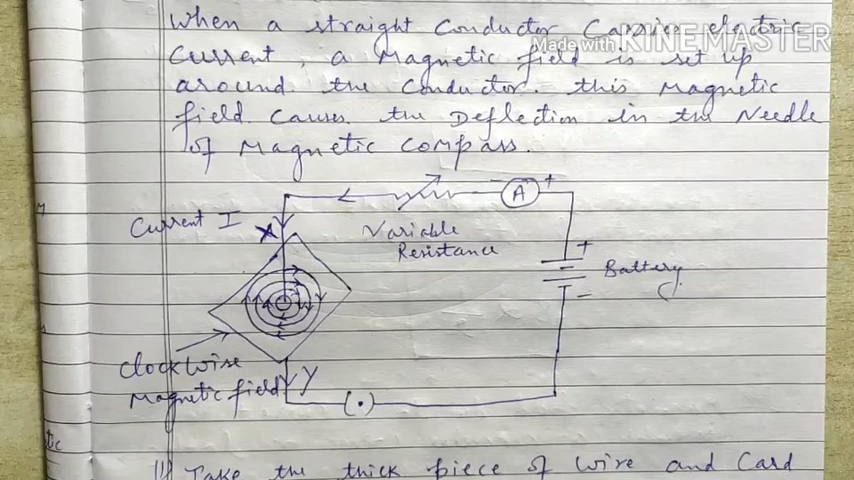 When a straight Conductor Carries electric
Made with KINEMASTER
Current, a Magnetic field is set up
around the Conductor. this Magnetic
field Causes the Deflection in the Needle
of Magnetic Compass.
A
+
Current I
X
Variable
Resistance
+
Battery
-
Clockwise
Magnetic field
Y
(.)
Take the thick piece of wire and Card